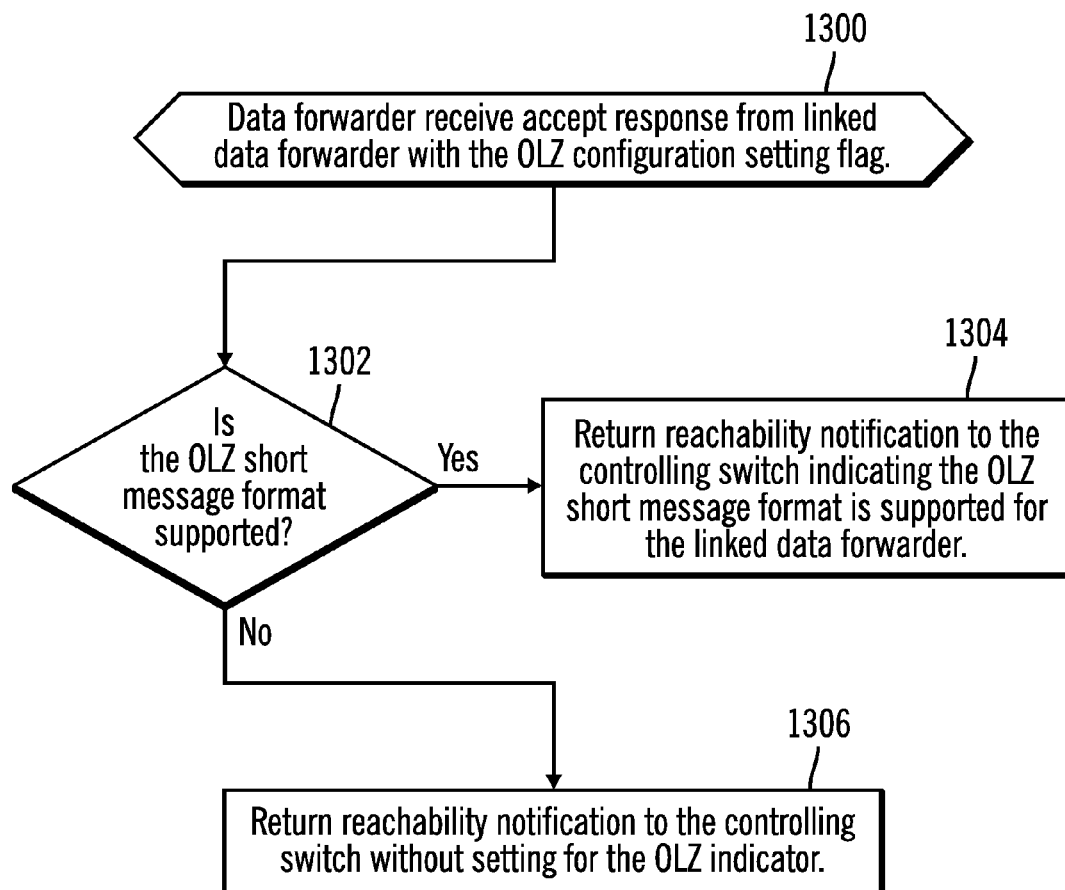 1300
Data forwarder receive accept response from linked
data forwarder with the OLZ configuration setting flag.
1302
Is
the OLZ short
message format
supported?
Yes
1304
Return reachability notification to the
controlling switch indicating the OLZ
short message format is supported for
the linked data forwarder.
No
1306
Return reachability notification to the controlling
switch without setting for the OLZ indicator.